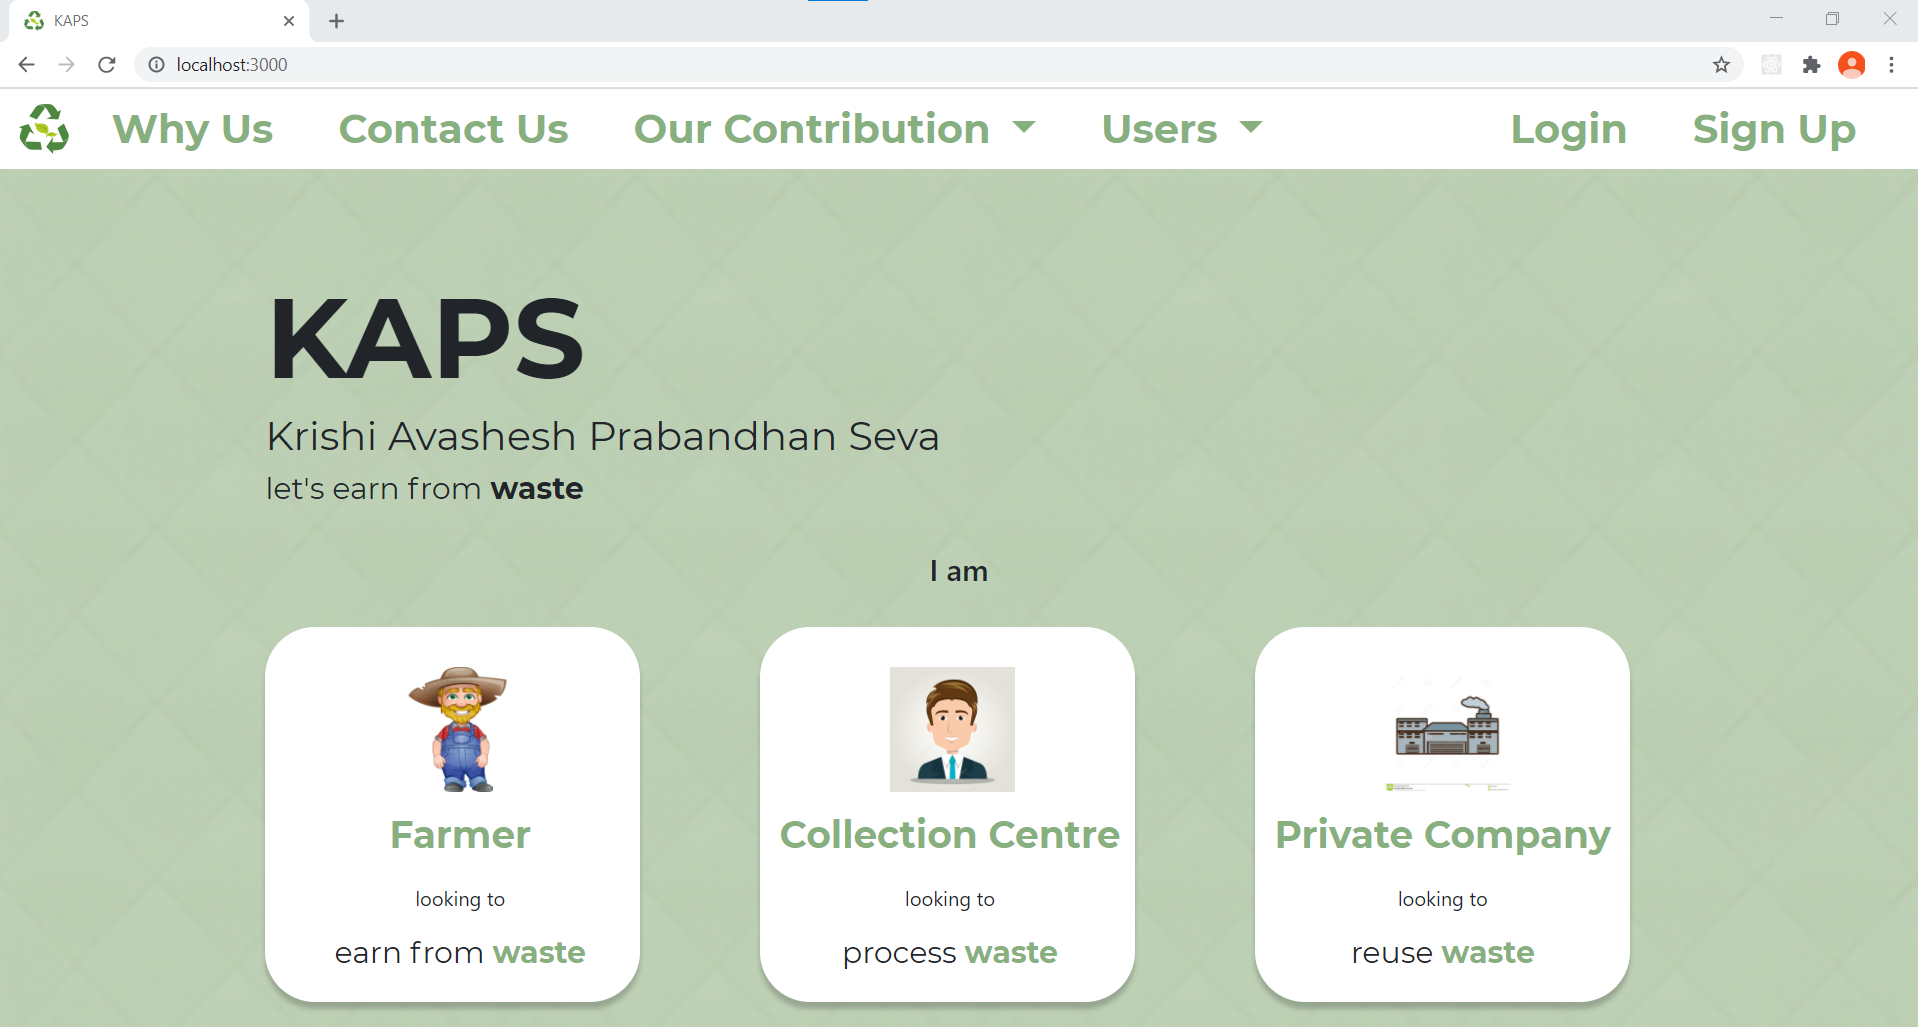 KAPS
localhost:3000
Why Us Contact Us Our Contribution Users Login Sign Up
KAPS
Krishi Avashesh Prabandhan Seva
let's earn from waste
I am
Farmer
looking to
earn from waste
Collection Centre
looking to
process waste
Private Company
looking to
reuse waste